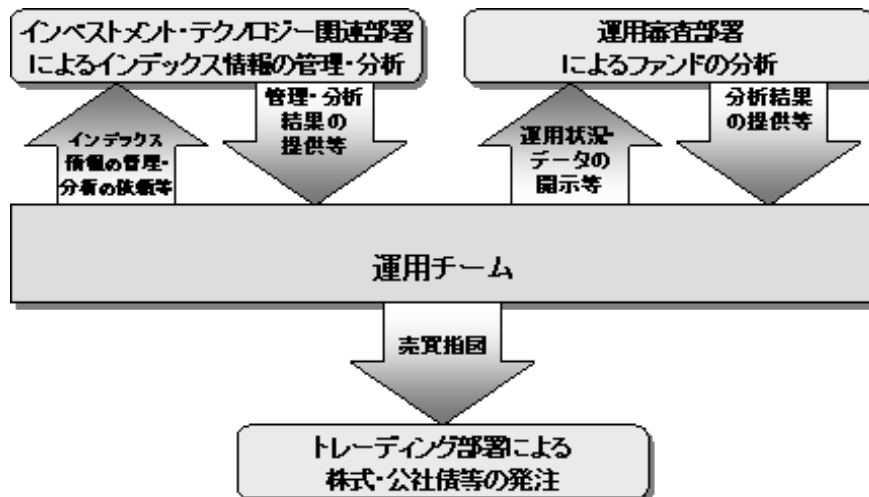 インベストメント・テクノロジー関連部署
によるインデックス情報の管理・分析
運用審査部署
によるファンドの分析
インデックス
情報の管理・
分析の依頼等
管理・分析
結果の
提供等
運用状況・
データの
開示等
分析結果
の提供等
運用チーム
売買指図
トレーディング部署による
株式・公社債等の発注